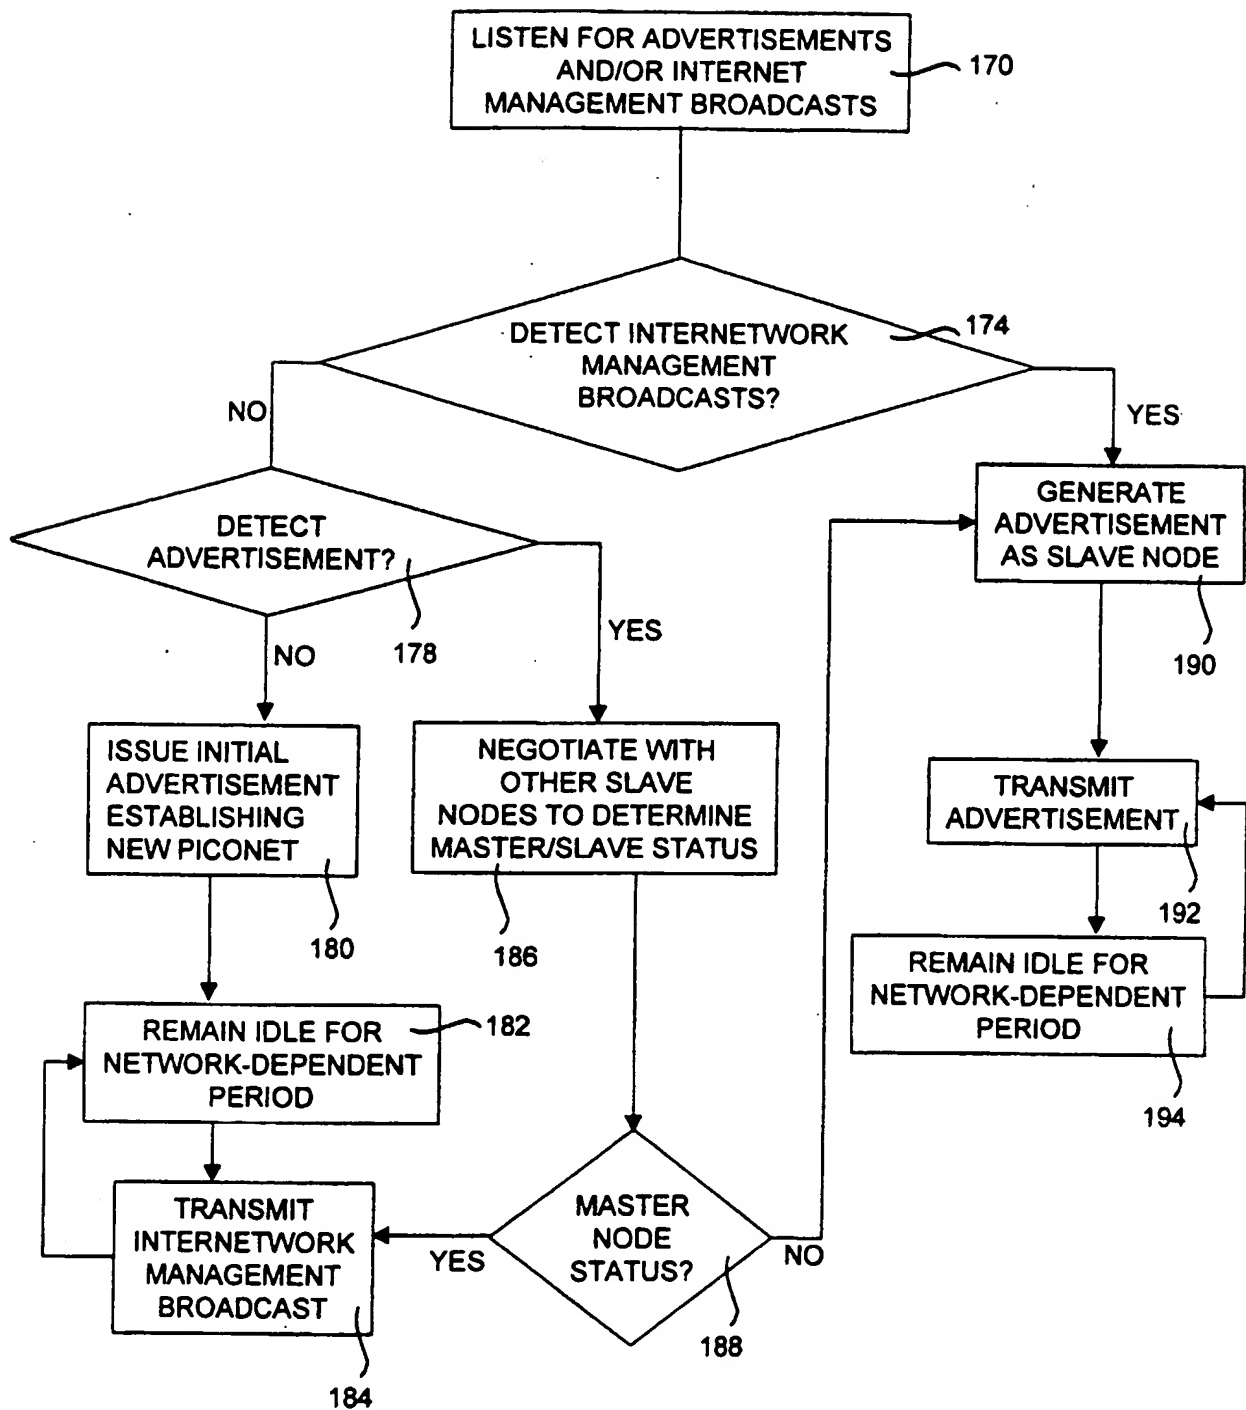 LISTEN FOR ADVERTISEMENTS
AND/OR INTERNET
MANAGEMENT BROADCASTS
170
DETECT INTERNETWORK
MANAGEMENT
BROADCASTS?
174
NO
YES
DETECT
ADVERTISEMENT?
178
NO
YES
GENERATE
ADVERTISEMENT
AS SLAVE NODE
190
ISSUE INITIAL
ADVERTISEMENT
ESTABLISHING
NEW PICONET
180
NEGOTIATE WITH
OTHER SLAVE
NODES TO DETERMINE
MASTER/SLAVE STATUS
186
TRANSMIT
ADVERTISEMENT
192
REMAIN IDLE FOR
NETWORK-DEPENDENT
PERIOD
194
REMAIN IDLE FOR
NETWORK-DEPENDENT
PERIOD
182
TRANSMIT
INTERNETWORK
MANAGEMENT
BROADCAST
184
YES
MASTER
NODE
STATUS?
188
NO